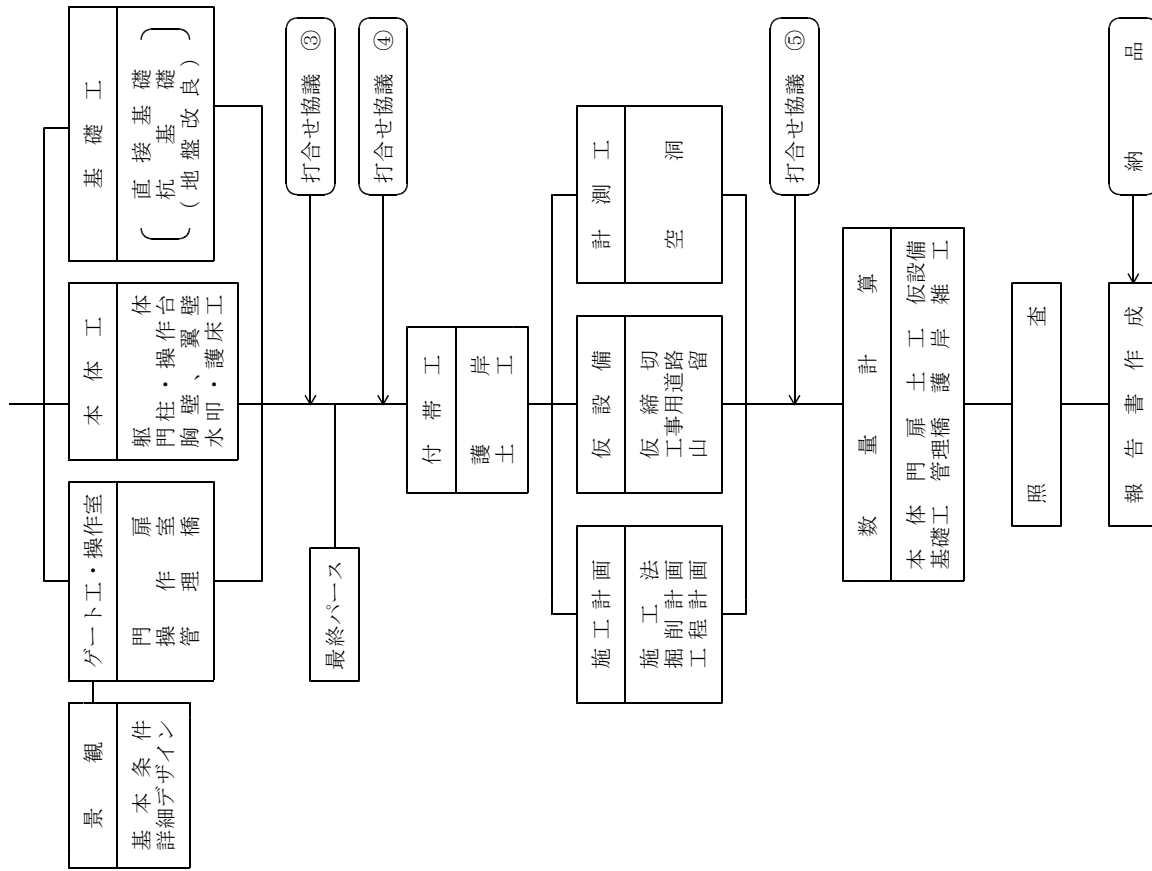 景観
基本条件
詳細デザイン
ゲート工・操作室
門扉
操作室
管理橋
本体工
躯体
門柱・操作台
胸壁、翼壁
水叩・護床工
基礎工
直接基礎
杭基礎
(地盤改良)
打合せ協議 ③
最終パース
打合せ協議 ④
付帯工
護岸
土工
施工計画
施工法
掘削計画
工程計画
仮設備
仮締切
工事用道路
山留
計測工
空洞
打合せ協議 ⑤
数量計算
本体 門扉 土工 仮設備
基礎工 管理橋 護岸 雑工
照査
報告書作成
納品